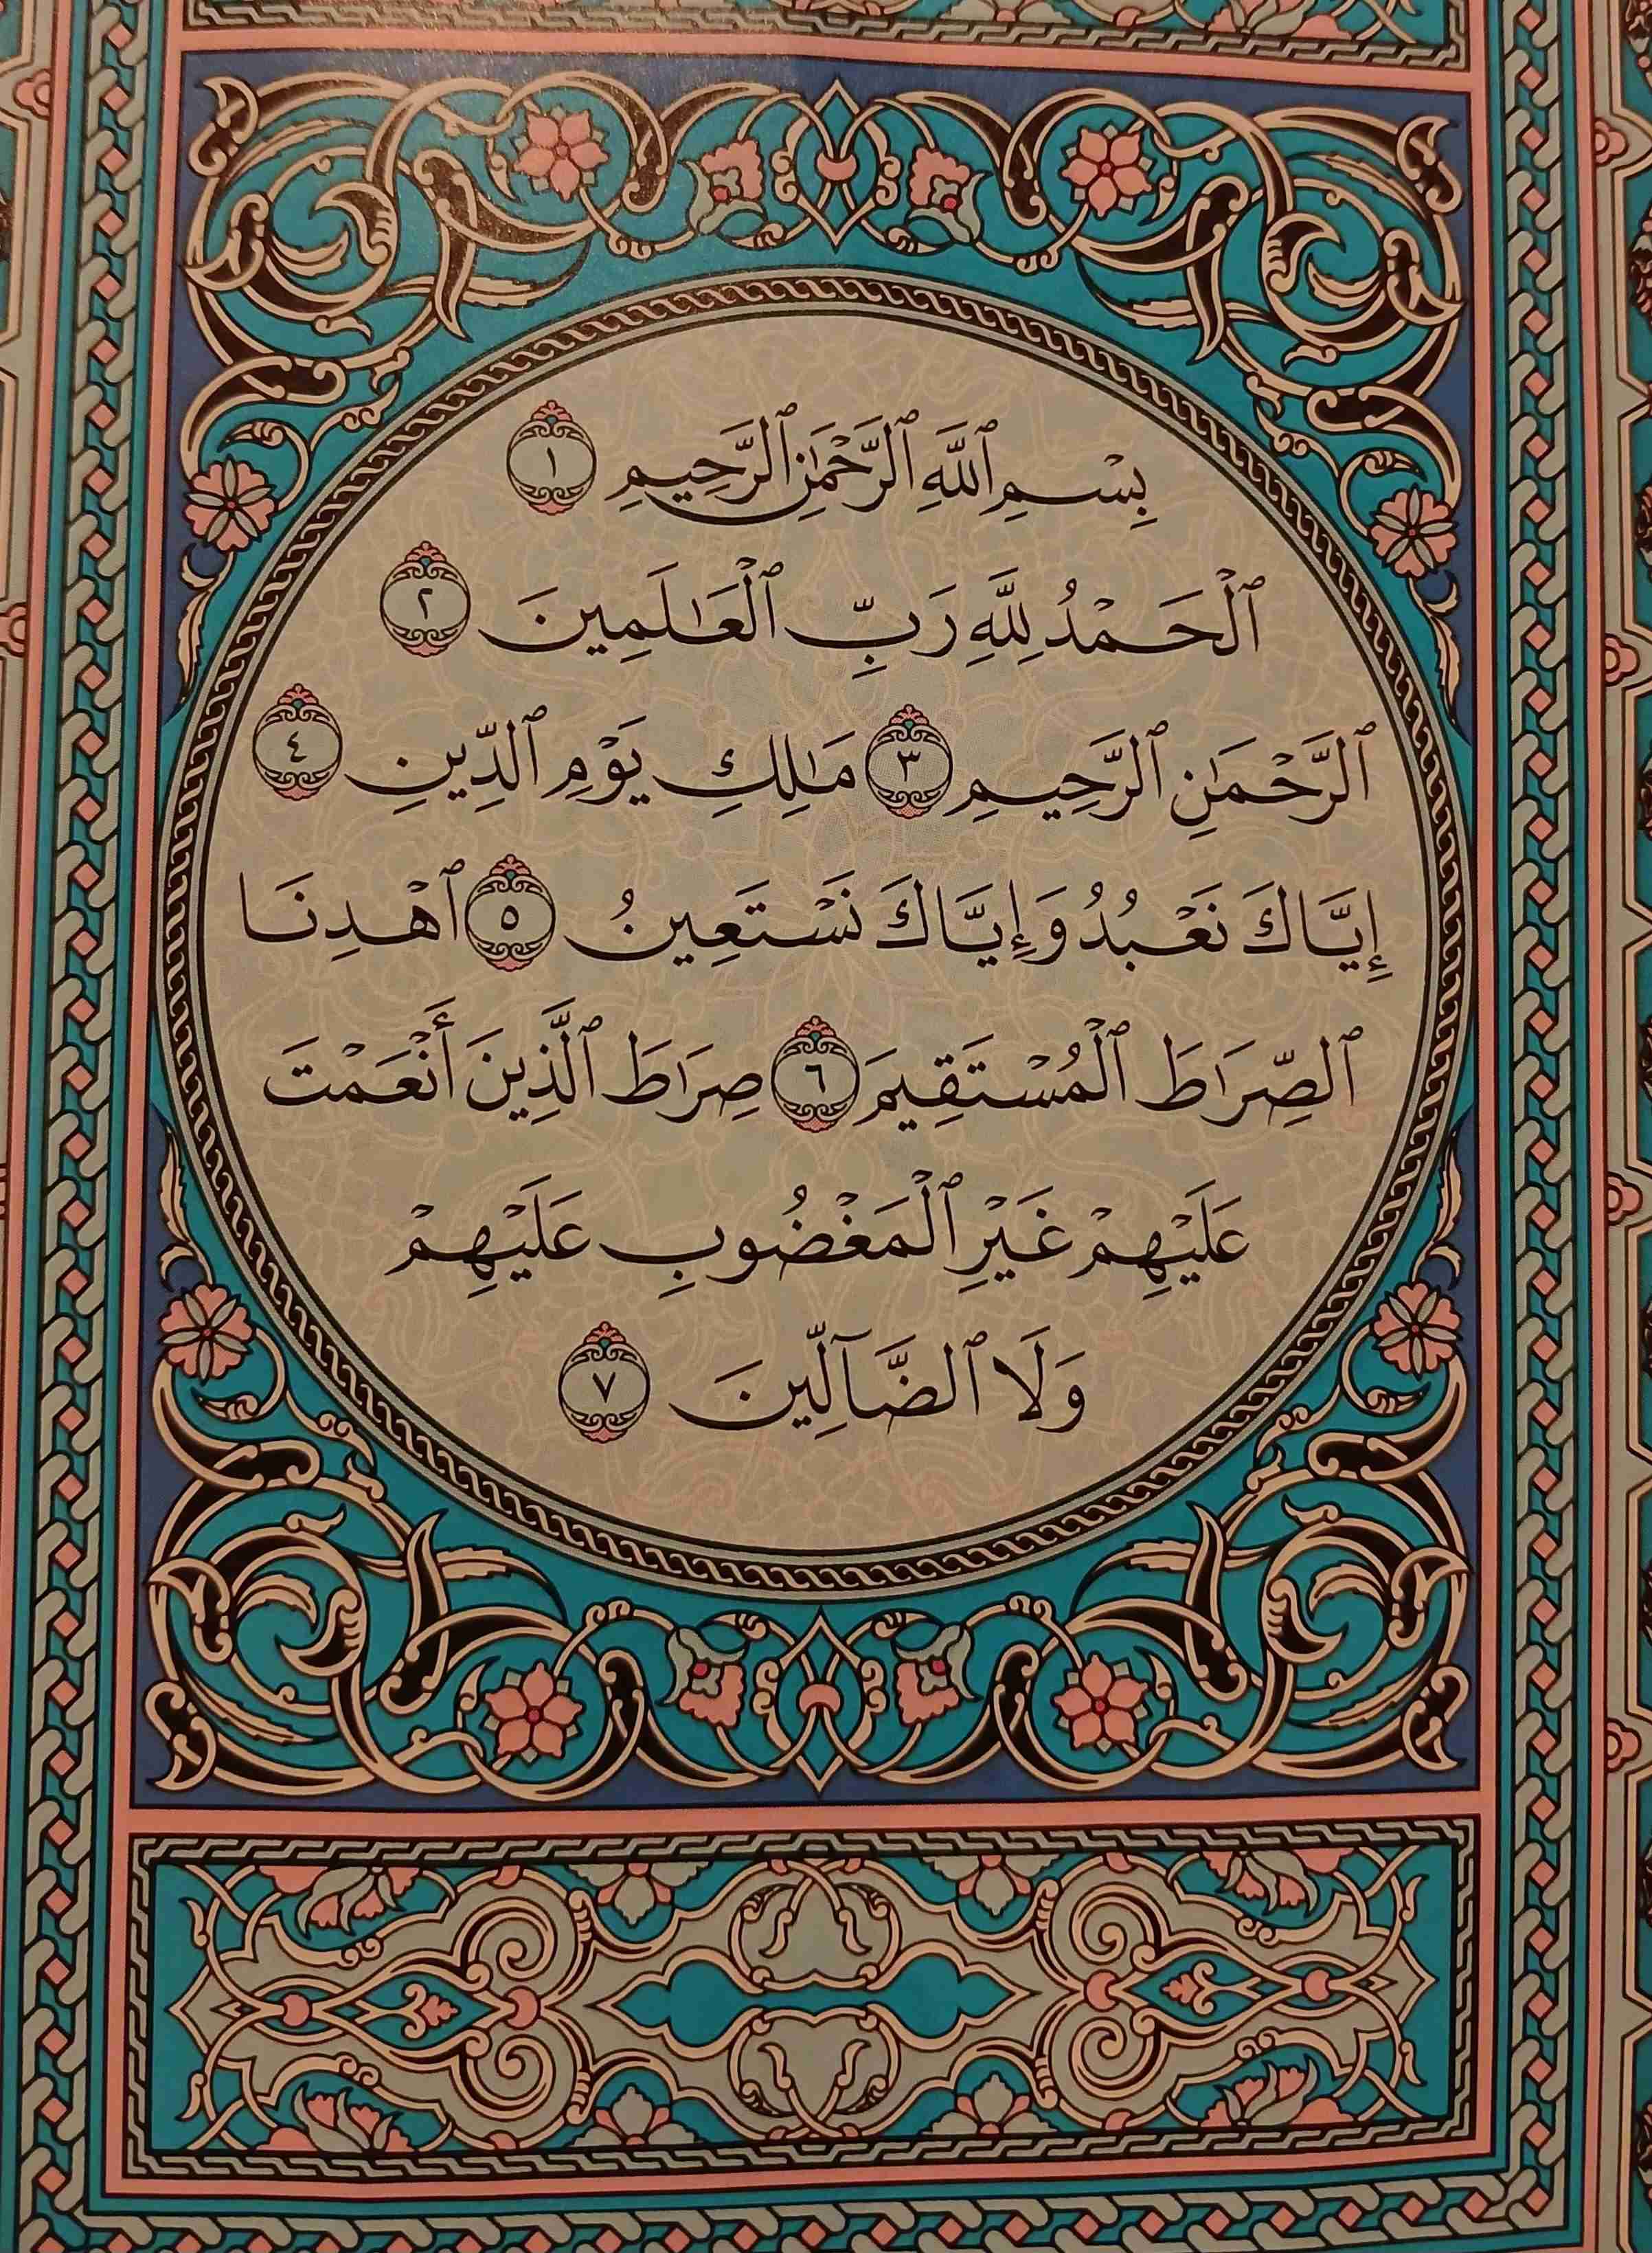 بِسْمِ ٱللَّهِ ٱلرَّحْمَٰنِ ٱلرَّحِيمِ ١
ٱلْحَمْدُ لِلَّهِ رَبِّ ٱلْعَٰلَمِينَ ٢
ٱلرَّحْمَٰنِ ٱلرَّحِيمِ ٣ مَٰلِكِ يَوْمِ ٱلدِّينِ ٤
إِيَّاكَ نَعْبُدُ وَإِيَّاكَ نَسْتَعِينُ ٥ ٱهْدِنَا
ٱلصِّرَٰطَ ٱلْمُسْتَقِيمَ ٦ صِرَٰطَ ٱلَّذِينَ أَنْعَمْتَ
عَلَيْهِمْ غَيْرِ ٱلْمَغْضُوبِ عَلَيْهِمْ
وَلَا ٱلضَّآلِّينَ ٧